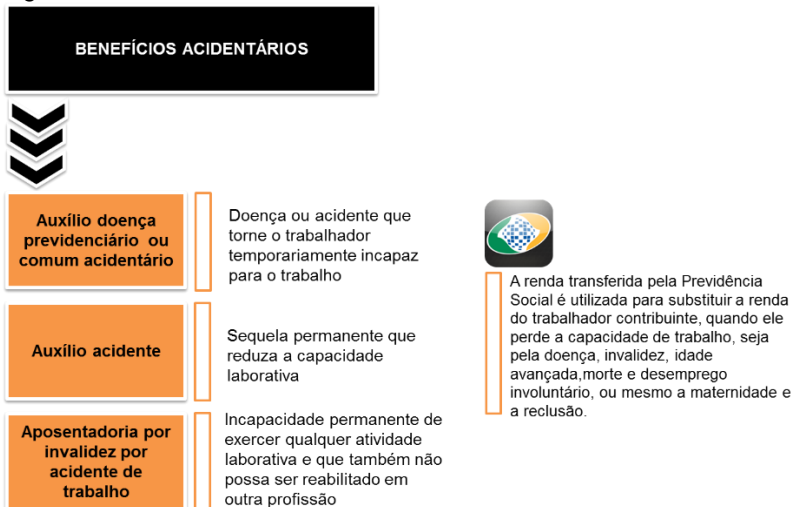 BENEFÍCIOS ACIDENTÁRIOS
Auxílio doença
previdenciário ou
comum acidentário
Doença ou acidente que
torne o trabalhador
temporariamente incapaz
para o trabalho
Auxílio acidente
Sequela permanente que
reduza a capacidade
laborativa
Aposentadoria por
invalidez por
acidente de
trabalho
Incapacidade permanente de
exercer qualquer atividade
laborativa e que também não
possa ser reabilitado em
outra profissão
A renda transferida pela Previdência
Social é utilizada para substituir a renda
do trabalhador contribuinte, quando ele
perde a capacidade de trabalho, seja
pela doença, invalidez, idade
avançada,morte e desemprego
involuntário, ou mesmo a maternidade e
a reclusão.